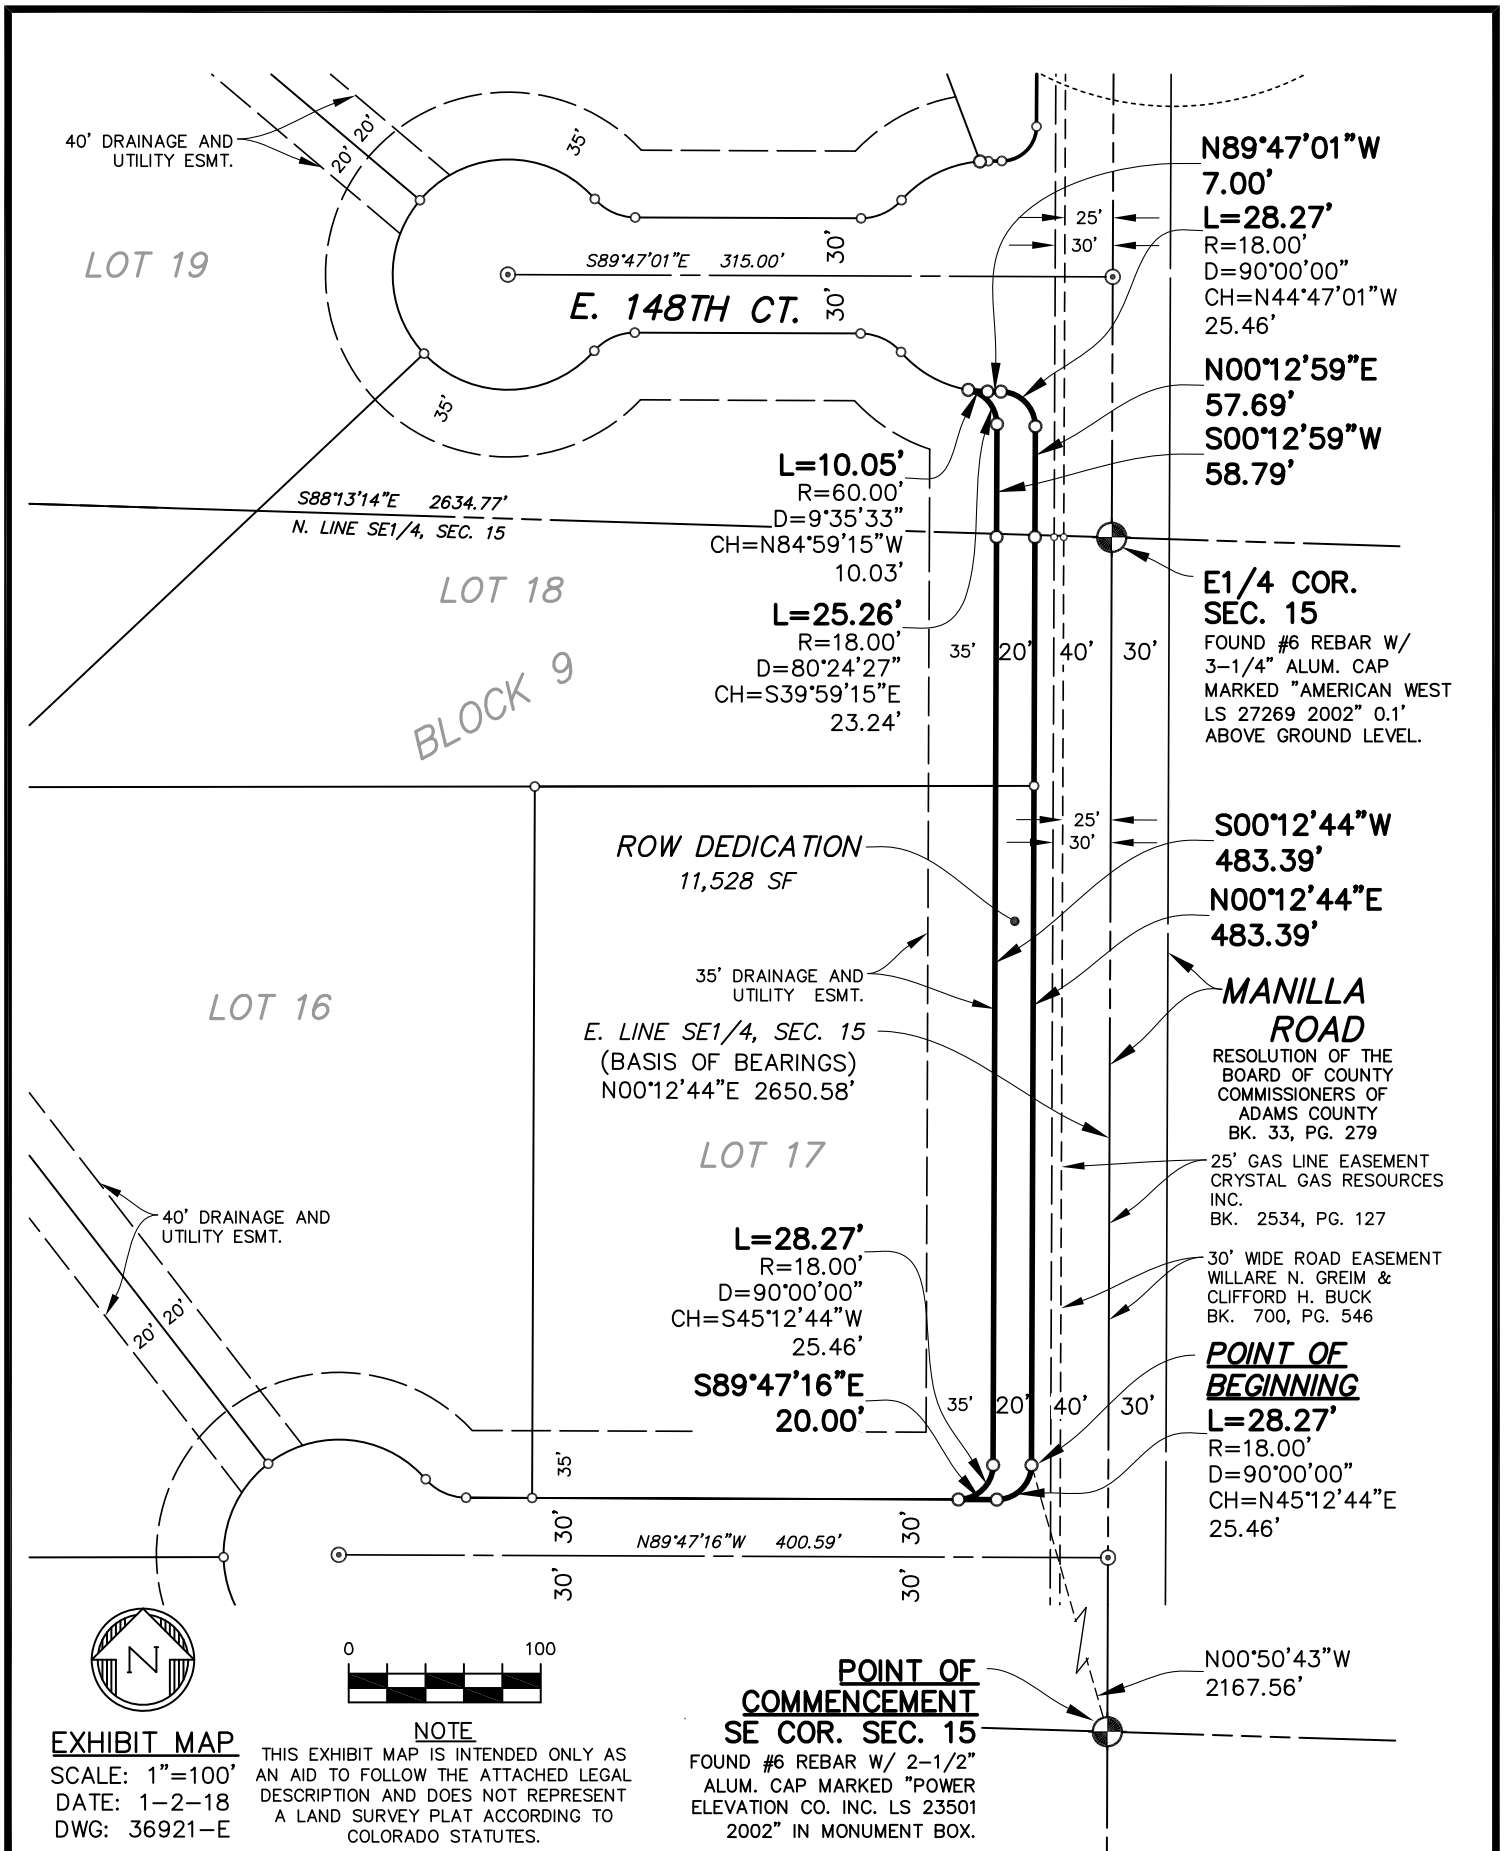 40' DRAINAGE AND
UTILITY ESMT.
20'
20'
35'
LOT 19
S89°47'01"E 315.00'
30'
E. 148TH CT.
30'
35'
25'
30'
N89°47'01"W
7.00'
L=28.27'
R=18.00'
D=90°00'00"
CH=N44°47'01"W
25.46'
N00°12'59"E
57.69'
S00°12'59"W
58.79'
S88°13'14"E 2634.77'
N. LINE SE1/4, SEC. 15
L=10.05'
R=60.00'
D=9°35'33"
CH=N84°59'15"W
10.03'
L=25.26'
R=18.00'
D=80°24'27"
CH=S39°59'15"E
23.24'
LOT 18
BLOCK 9
35'
20'
40'
30'
E1/4 COR.
SEC. 15
FOUND #6 REBAR W/
3-1/4" ALUM. CAP
MARKED "AMERICAN WEST
LS 27269 2002" 0.1'
ABOVE GROUND LEVEL.
25'
30'
ROW DEDICATION
11,528 SF
S00°12'44"W
483.39'
N00°12'44"E
483.39'
35' DRAINAGE AND
UTILITY ESMT.
LOT 16
E. LINE SE1/4, SEC. 15
(BASIS OF BEARINGS)
N00°12'44"E 2650.58'
MANILLA
ROAD
RESOLUTION OF THE
BOARD OF COUNTY
COMMISSIONERS OF
ADAMS COUNTY
BK. 33, PG. 279
LOT 17
25' GAS LINE EASEMENT
CRYSTAL GAS RESOURCES
INC.
BK. 2534, PG. 127
40' DRAINAGE AND
UTILITY ESMT.
20'
20'
30' WIDE ROAD EASEMENT
WILLARE N. GREIM &
CLIFFORD H. BUCK
BK. 700, PG. 546
L=28.27'
R=18.00'
D=90°00'00"
CH=S45°12'44"W
25.46'
S89°47'16"E
20.00'
35'
20'
40'
30'
POINT OF
BEGINNING
L=28.27'
R=18.00'
D=90°00'00"
CH=N45°12'44"E
25.46'
35'
30'
30'
N89°47'16"W 400.59'
30'
30'
N
0 100
EXHIBIT MAP
SCALE: 1"=100'
DATE: 1-2-18
DWG: 36921-E
NOTE
THIS EXHIBIT MAP IS INTENDED ONLY AS
AN AID TO FOLLOW THE ATTACHED LEGAL
DESCRIPTION AND DOES NOT REPRESENT
A LAND SURVEY PLAT ACCORDING TO
COLORADO STATUTES.
POINT OF
COMMENCEMENT
SE COR. SEC. 15
FOUND #6 REBAR W/ 2-1/2"
ALUM. CAP MARKED "POWER
ELEVATION CO. INC. LS 23501
2002" IN MONUMENT BOX.
N00°50'43"W
2167.56'